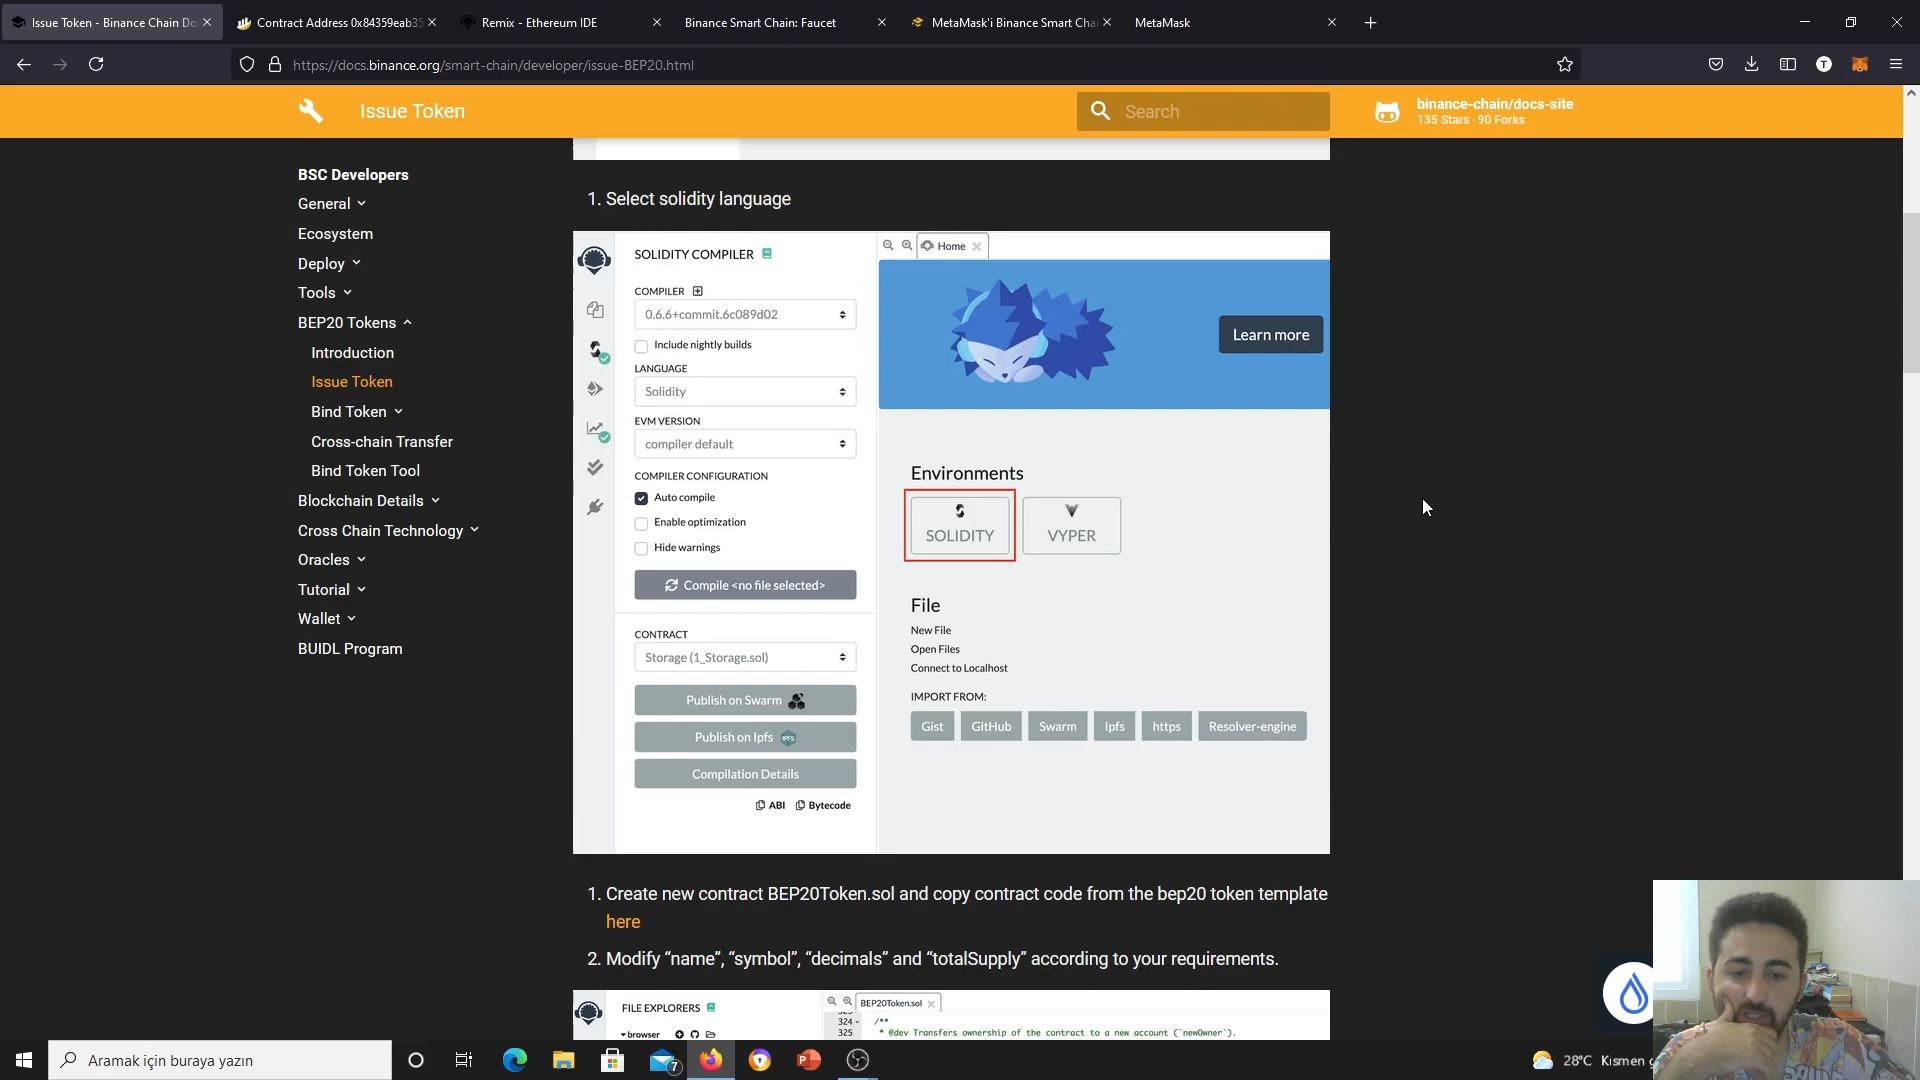 Issue Token - Binance Chain Do
Contract Address 0x84359eab35
Remix - Ethereum IDE
Binance Smart Chain: Faucet
MetaMask'i Binance Smart Cha
MetaMask
https://docs.binance.org/smart-chain/developer/issue-BEP20.html
Issue Token
Search
binance-chain/docs-site
135 Stars · 90 Forks
BSC Developers
General
Ecosystem
Deploy
Tools
BEP20 Tokens
Introduction
Issue Token
Bind Token
Cross-chain Transfer
Bind Token Tool
Blockchain Details
Cross Chain Technology
Oracles
Tutorial
Wallet
BUIDL Program
1. Select solidity language
SOLIDITY COMPILER
COMPILER
0.6.6+commit.6c089d02
Include nightly builds
LANGUAGE
Solidity
EVM VERSION
compiler default
COMPILER CONFIGURATION
Auto compile
Enable optimization
Hide warnings
Compile <no file selected>
CONTRACT
Storage (1_Storage.sol)
Publish on Swarm
Publish on Ipfs
IPFS
Compilation Details
ABI
Bytecode
Home
Learn more
Environments
SOLIDITY
VYPER
File
New File
Open Files
Connect to Localhost
IMPORT FROM:
Gist
GitHub
Swarm
Ipfs
https
Resolver-engine
1. Create new contract BEP20Token.sol and copy contract code from the bep20 token template
here
2. Modify “name”, “symbol”, “decimals” and “totalSupply” according to your requirements.
FILE EXPLORERS
browser
BEP20Token.sol
324 /**
325 * @dev Transfers ownership of the contract to a new account (`newOwner`).
Aramak için buraya yazın
7
28°C Kısmen